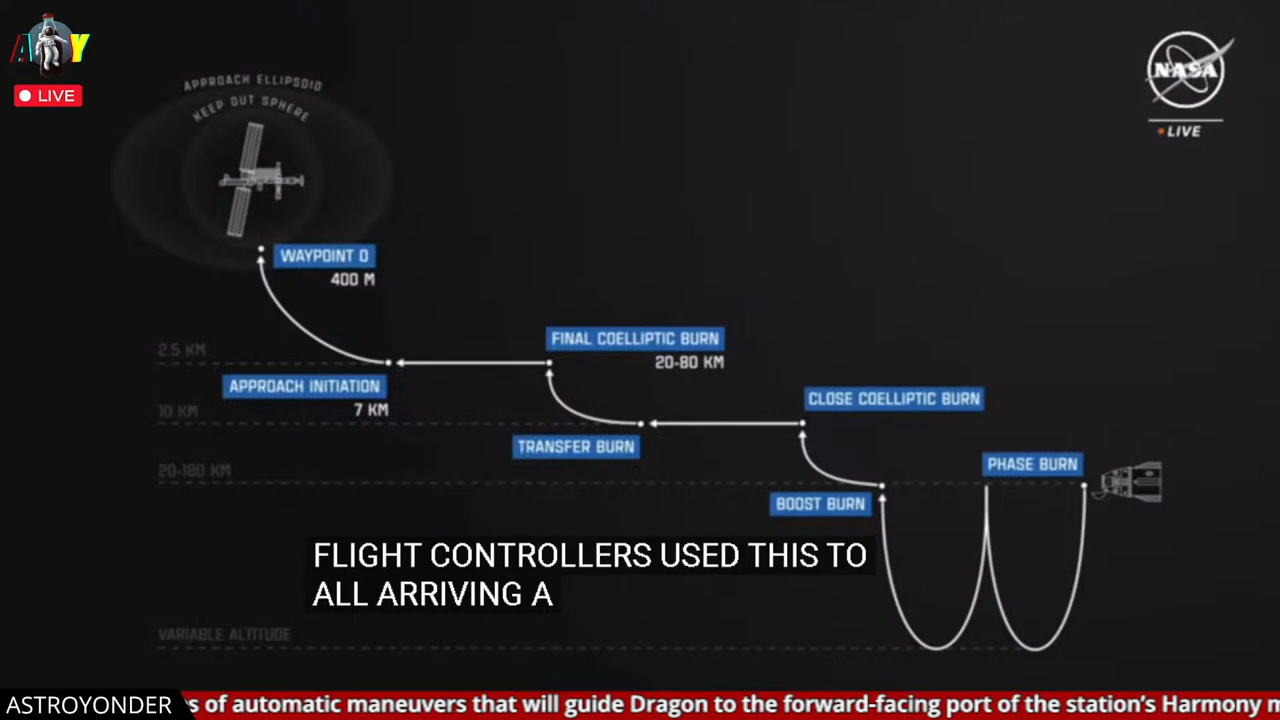 A Y
LIVE
APPROACH ELLIPSOID
KEEP OUT SPHERE
NASA
LIVE
WAYPOINT 0
400 M
FINAL COELLIPTIC BURN
20-80 KM
2.5 KM
APPROACH INITIATION
7 KM
CLOSE COELLIPTIC BURN
10 KM
TRANSFER BURN
PHASE BURN
20-180 KM
BOOST BURN
FLIGHT CONTROLLERS USED THIS TO
ALL ARRIVING A
VARIABLE ALTITUDE
ASTROYONDER
s of automatic maneuvers that will guide Dragon to the forward-facing port of the station's Harmony